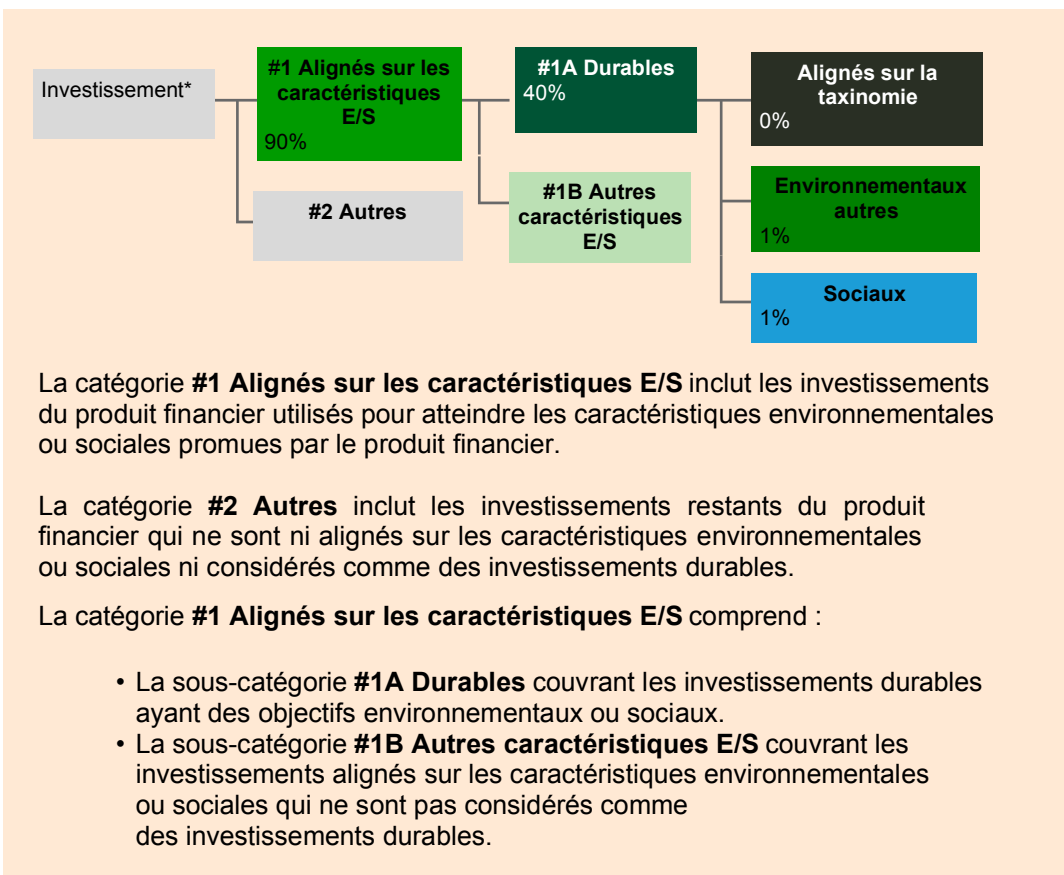 Investissement*
#1 Alignés sur les
caractéristiques
E/S
90%
#2 Autres
#1A Durables
40%
#1B Autres
caractéristiques
E/S
Alignés sur la
taxinomie
0%
Environnementaux
autres
1%
Sociaux
1%
La catégorie #1 Alignés sur les caractéristiques E/S inclut les investissements
du produit financier utilisés pour atteindre les caractéristiques environnementales
ou sociales promues par le produit financier.
La catégorie #2 Autres inclut les investissements restants du produit
financier qui ne sont ni alignés sur les caractéristiques environnementales
ou sociales ni considérés comme des investissements durables.
La catégorie #1 Alignés sur les caractéristiques E/S comprend :
• La sous-catégorie #1A Durables couvrant les investissements durables
ayant des objectifs environnementaux ou sociaux.
• La sous-catégorie #1B Autres caractéristiques E/S couvrant les
investissements alignés sur les caractéristiques environnementales
ou sociales qui ne sont pas considérés comme
des investissements durables.